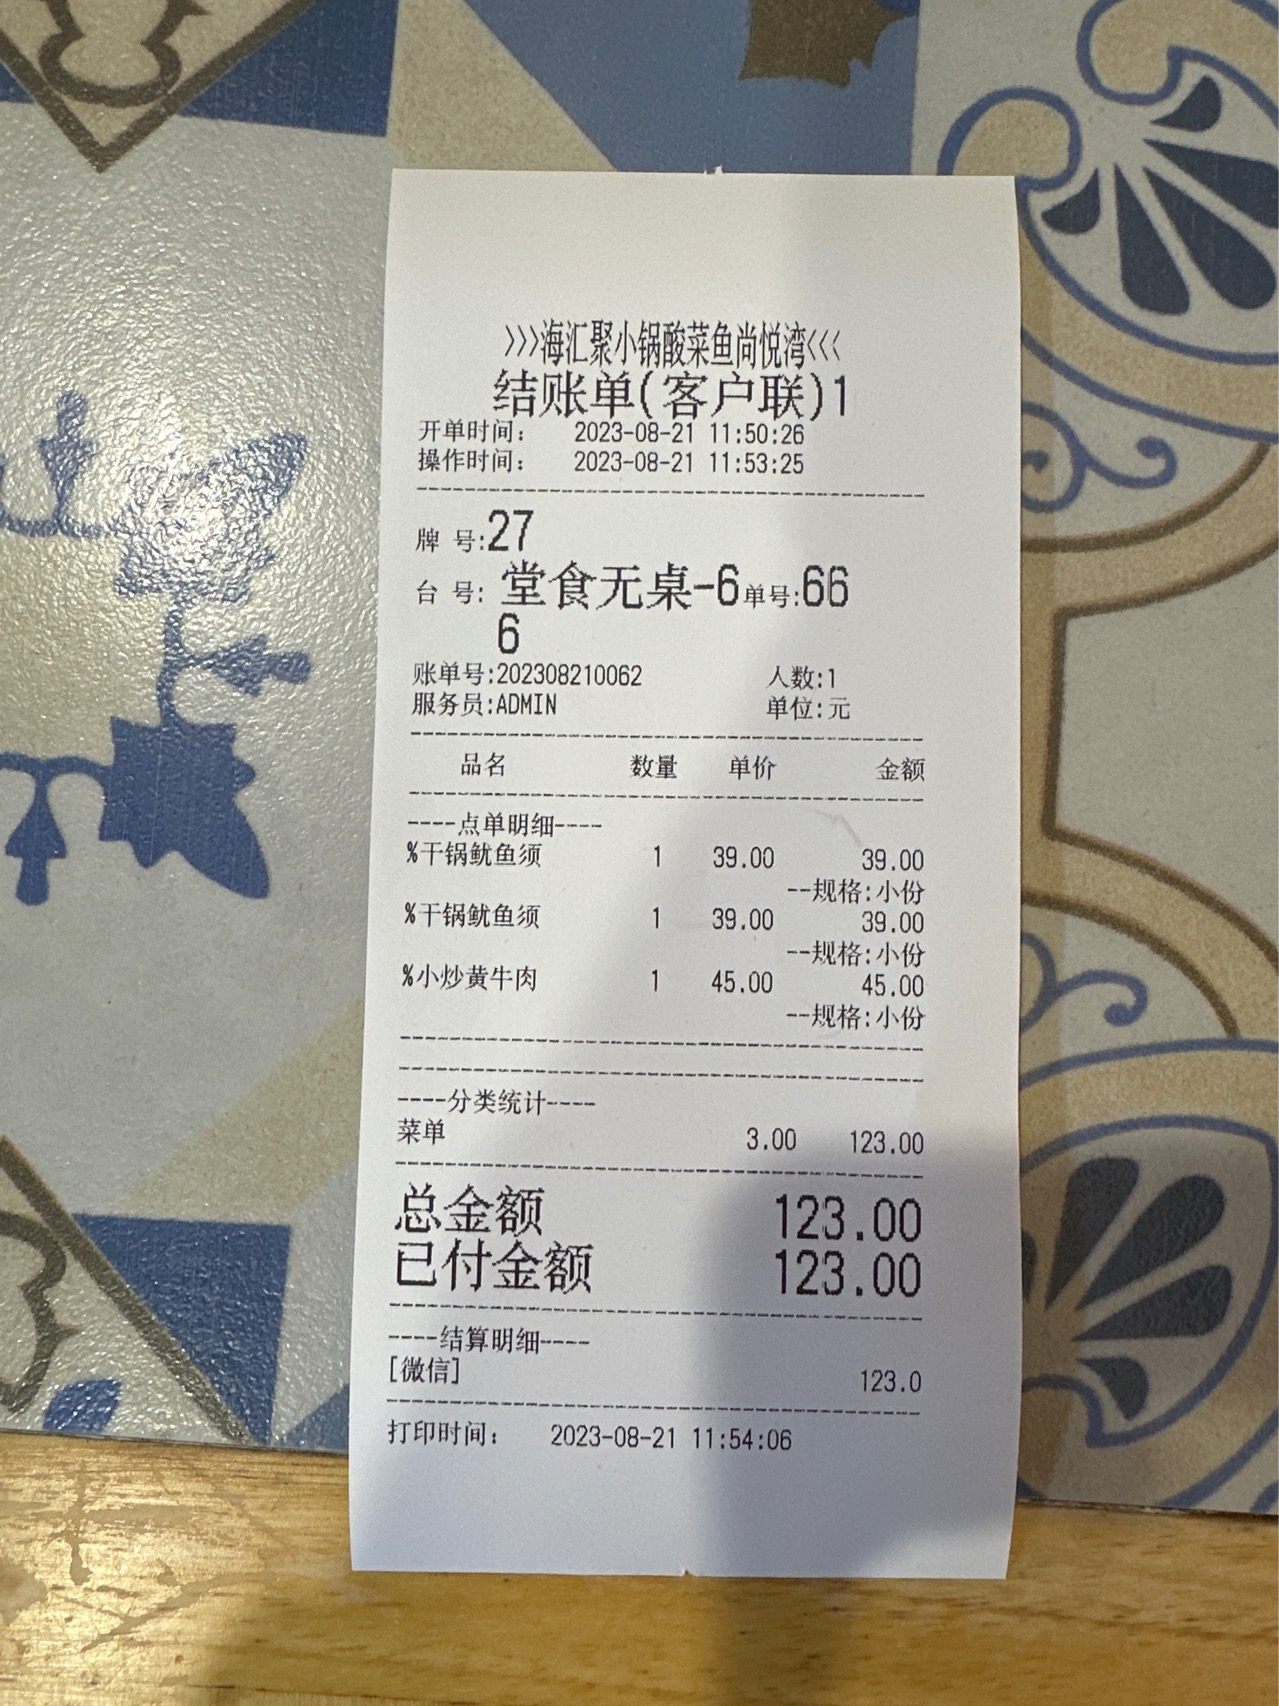 >>>海汇聚小锅酸菜鱼尚悦湾<<<
结账单(客户联)1
开单时间: 2023-08-21 11:50:26
操作时间: 2023-08-21 11:53:25
牌 号:27
台 号: 堂食无桌-6单号:66
6
账单号:202308210062 人数:1
服务员:ADMIN 单位:元
品名 数量 单价 金额
----点单明细----
%干锅鱿鱼须 1 39.00 39.00
--规格:小份
%干锅鱿鱼须 1 39.00 39.00
--规格:小份
%小炒黄牛肉 1 45.00 45.00
--规格:小份
----分类统计----
菜单 3.00 123.00
总金额 123.00
已付金额 123.00
----结算明细----
[微信] 123.0
打印时间: 2023-08-21 11:54:06